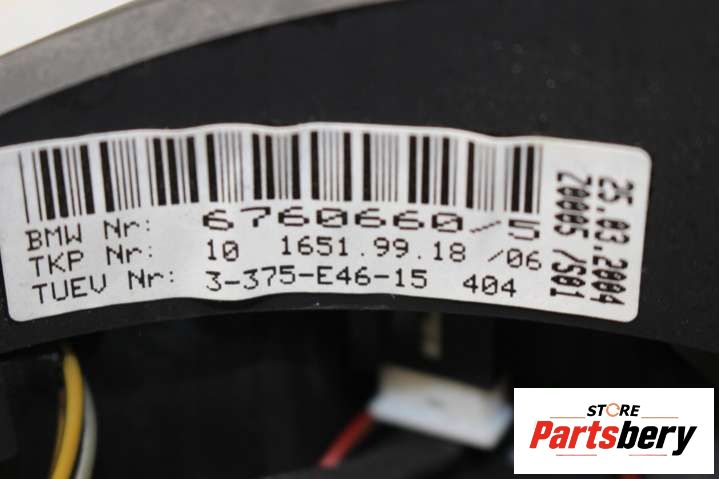 BMW Nr: 6760660/5
TKP Nr: 10 1651.99.18 /06
TUEV Nr: 3-375-E46-15 404
25.03.2004
Z0005 /S01
STORE
Partsbery